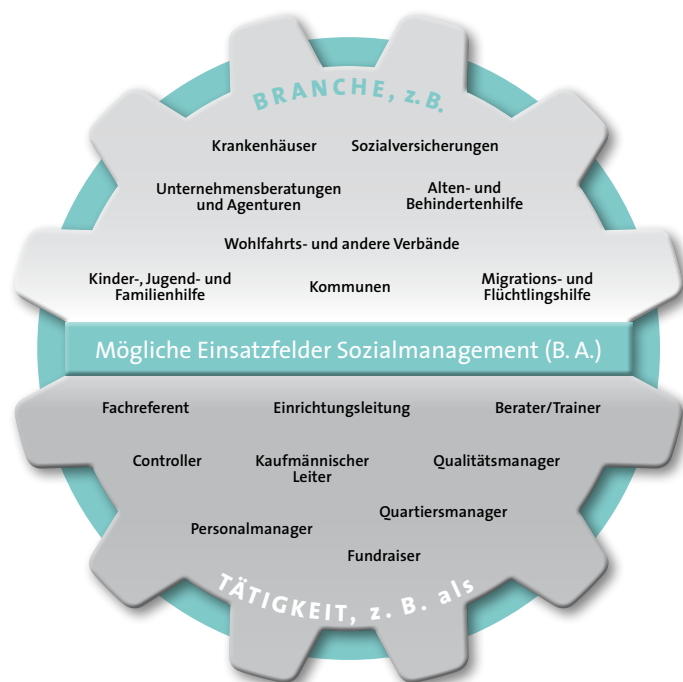 BRANCHE, z.B.
Krankenhäuser
Sozialversicherungen
Unternehmensberatungen
und Agenturen
Alten- und
Behindertenhilfe
Wohlfahrts- und andere Verbände
Kinder-, Jugend- und
Familienhilfe
Kommunen
Migrations- und
Flüchtlingshilfe
Mögliche Einsatzfelder Sozialmanagement (B. A.)
Fachreferent
Einrichtungsleitung
Berater/Trainer
Controller
Kaufmännischer
Leiter
Qualitätsmanager
Quartiersmanager
Personalmanager
Fundraiser
TÄTIGKEIT, z. B. als